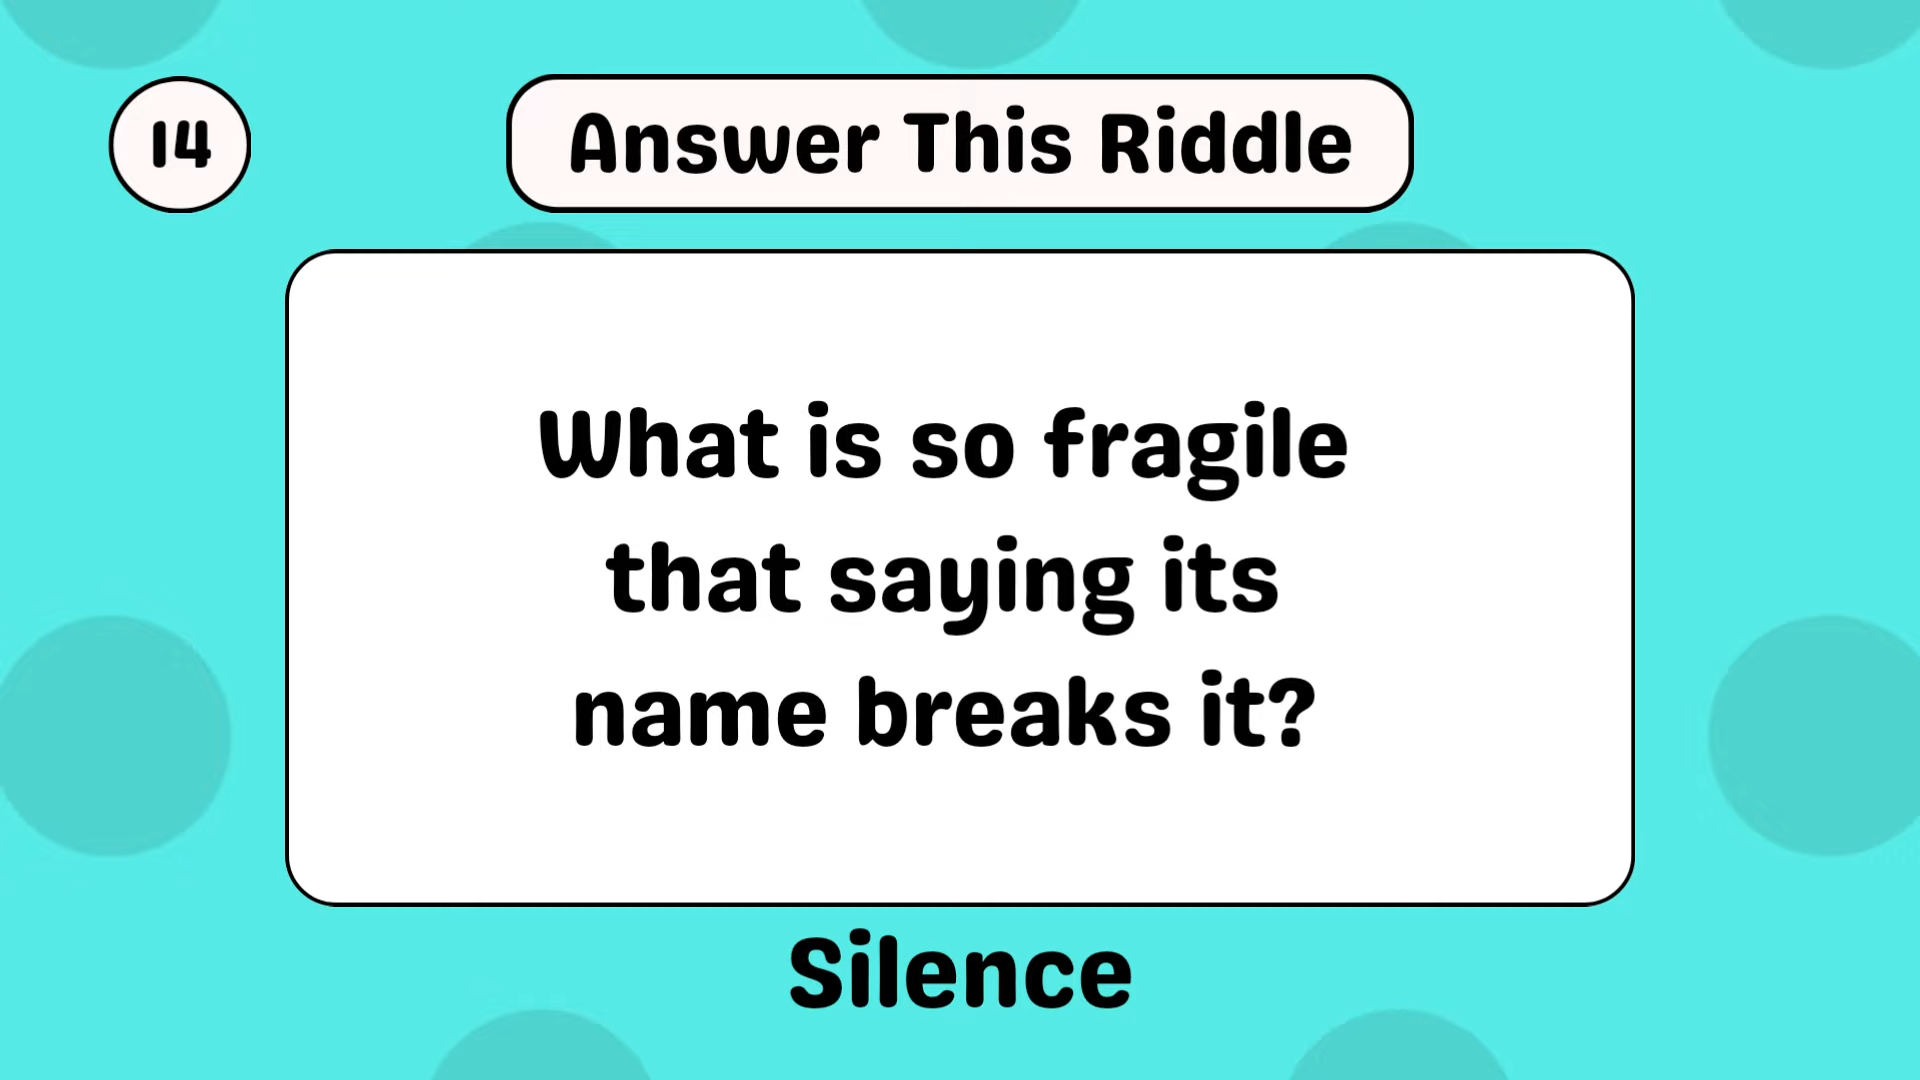 14
Answer This Riddle
What is so fragile
that saying its
name breaks it?
Silence